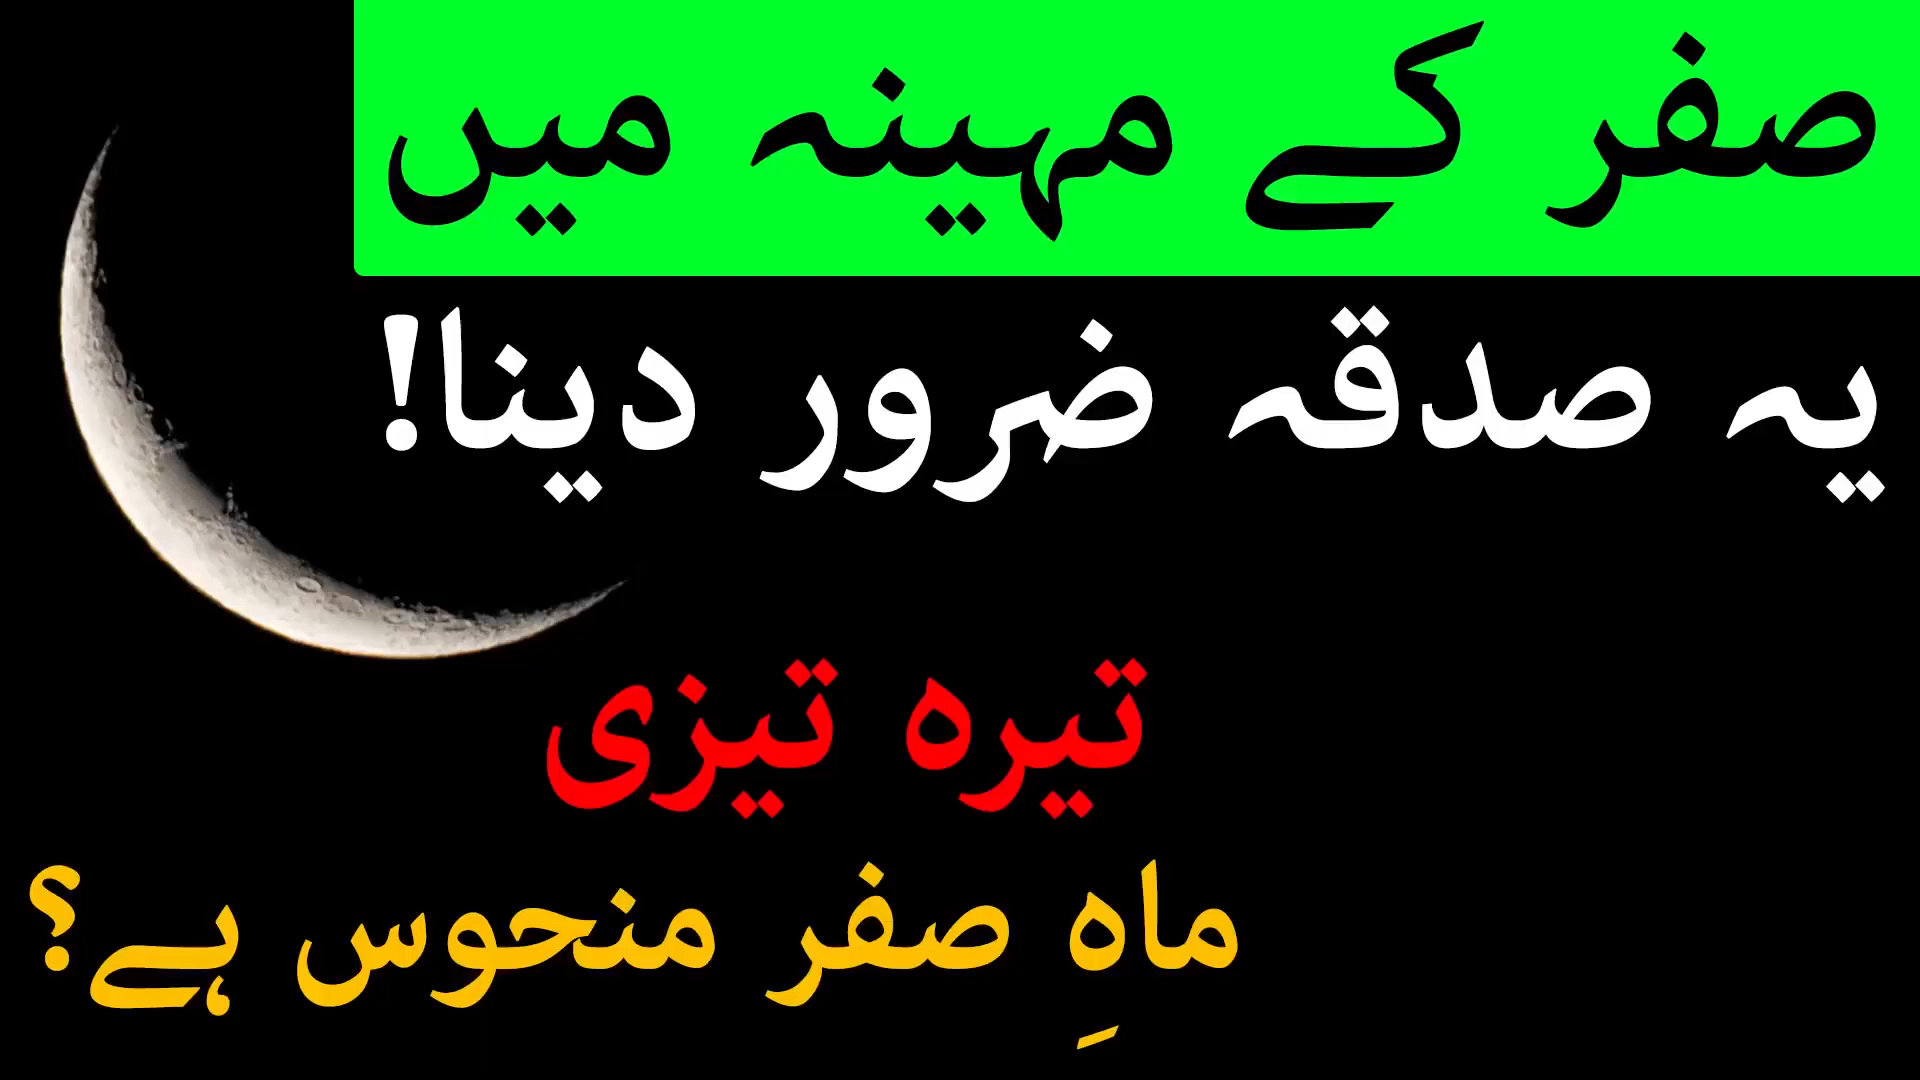 صفر کے مہینہ میں
یہ صدقہ ضرور دینا!
تیرہ تیزی
ماہِ صفر منحوس ہے؟